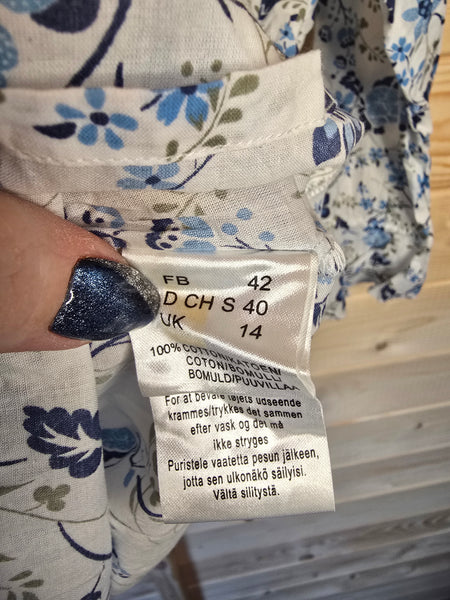 FB 42
D CH S 40
UK 14
100% COTTON/KATOEN/
COTON/BOMULL/
BOMULD/PUUVILLA
For at bevare tøjets udseende
krammes/trykkes det sammen
efter vask og det må
ikke stryges
Puristele vaatetta pesun jälkeen,
jotta sen ulkonäkö säilyisi.
Vältä silitystä.